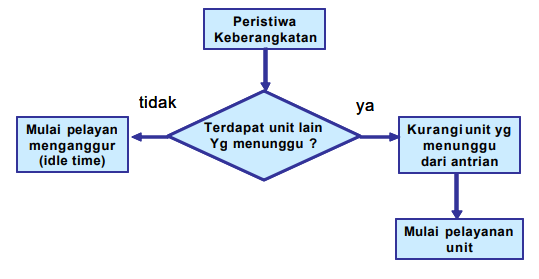 Peristiwa
Keberangkatan
tidak
ya
Terdapat unit lain
Yg menunggu ?
Mulai pelayan
menganggur
(idle time)
Kurangi unit yg
menunggu
dari antrian
Mulai pelayanan
unit